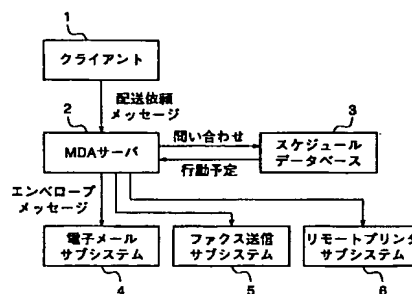 1
クライアント
配送依頼
メッセージ
2
MDAサーバ
問い合わせ
行動予定
3
スケジュール
データベース
エンベロープ
メッセージ
電子メール
サブシステム
4
ファクス送信
サブシステム
5
リモートプリンタ
サブシステム
6